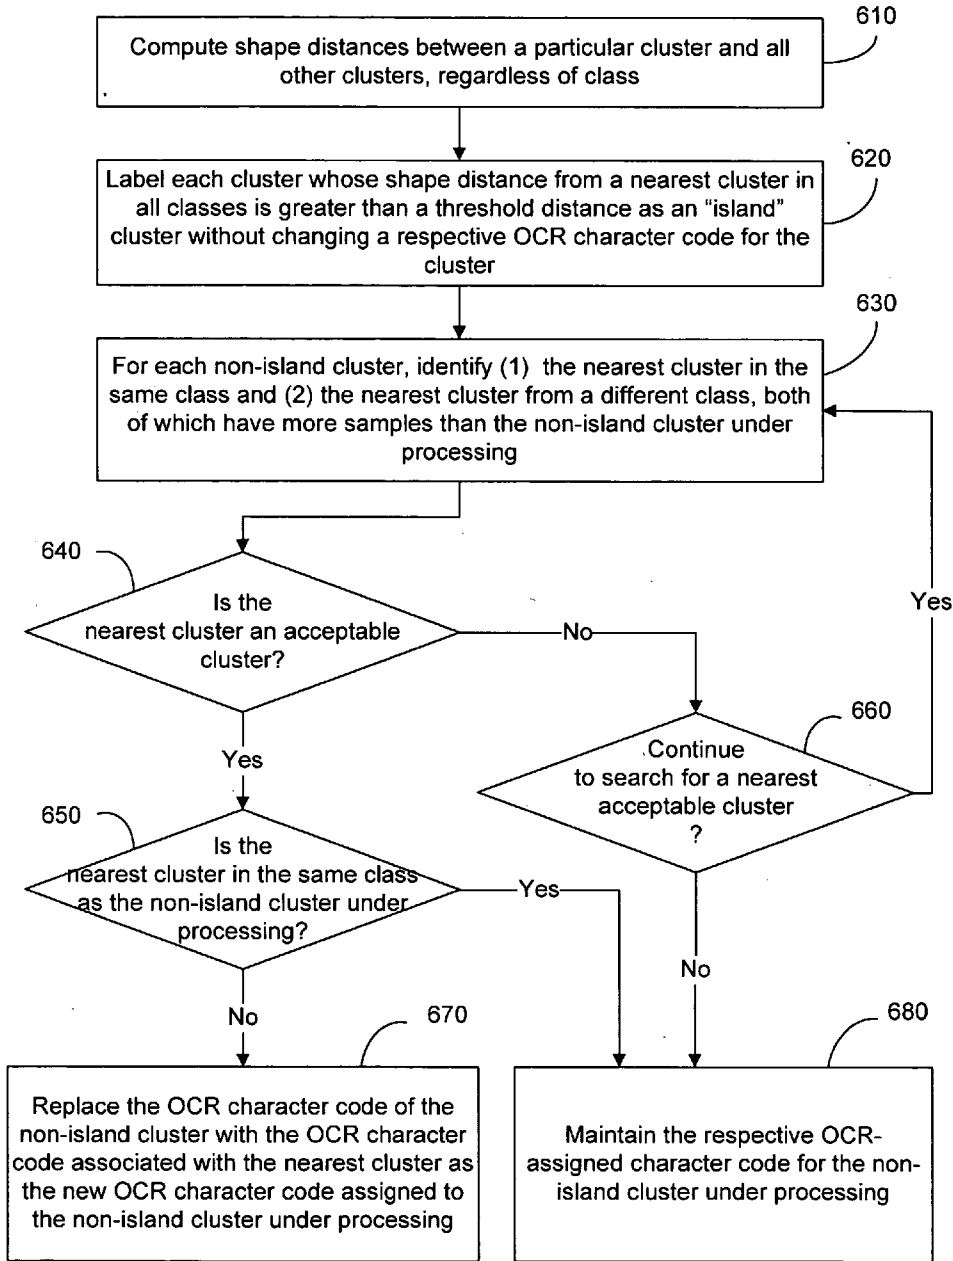 610
Compute shape distances between a particular cluster and all
other clusters, regardless of class
620
Label each cluster whose shape distance from a nearest cluster in
all classes is greater than a threshold distance as an “island”
cluster without changing a respective OCR character code for the
cluster
630
For each non-island cluster, identify (1) the nearest cluster in the
same class and (2) the nearest cluster from a different class, both
of which have more samples than the non-island cluster under
processing
640
Is the
nearest cluster an acceptable
cluster?
No
Yes
660
Continue
to search for a nearest
acceptable cluster
?
Yes
650
Is the
nearest cluster in the same class
as the non-island cluster under
processing?
Yes
No
No
670
Replace the OCR character code of the
non-island cluster with the OCR character
code associated with the nearest cluster as
the new OCR character code assigned to
the non-island cluster under processing
680
Maintain the respective OCR-
assigned character code for the non-
island cluster under processing